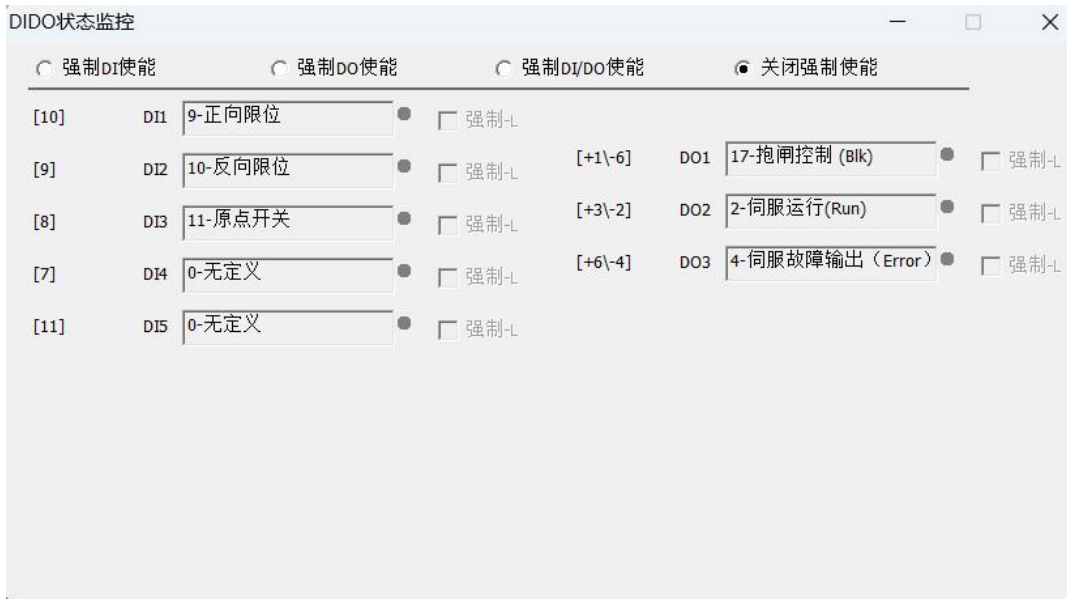 DIDO状态监控
强制DI使能 强制DO使能 强制DI/DO使能 关闭强制使能
[10] DI1 9-正向限位 强制-L
[+1\-6] DO1 17-抱闸控制 (Blk) 强制-L
[9] DI2 10-反向限位 强制-L
[+3\-2] DO2 2-伺服运行(Run) 强制-L
[8] DI3 11-原点开关 强制-L
[+6\-4] DO3 4-伺服故障输出（Error） 强制-L
[7] DI4 0-无定义 强制-L
[11] DI5 0-无定义 强制-L